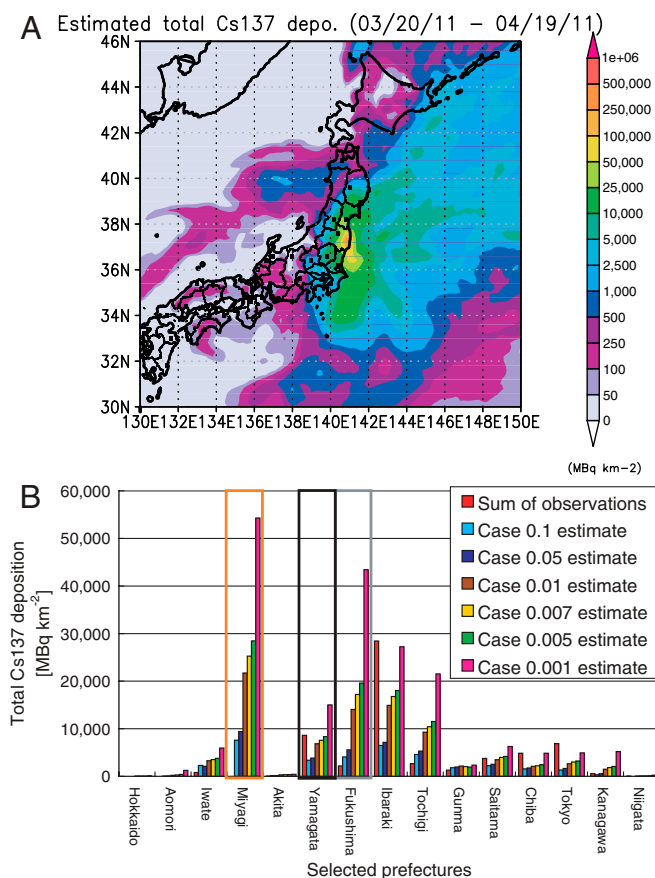 A Estimated total Cs137 depo. (03/20/11 – 04/19/11)
46N
44N
42N
40N
38N
36N
34N
32N
30N
130E132E134E136E138E140E142E144E146E148E150E
1e+06
500,000
250,000
100,000
50,000
25,000
10,000
5,000
2,500
1,000
500
100
50
0
(MBq km–2)
B
60,000
50,000
40,000
30,000
20,000
10,000
0
Total Cs137 deposition
[MBq km-2]
Sum of observations
Case 0.1 estimate
Case 0.05 estimate
Case 0.01 estimate
Case 0.007 estimate
Case 0.005 estimate
Case 0.001 estimate
Hokkaido
Aomori
Iwate
Miyagi
Akita
Yamagata
Fukushima
Ibaraki
Tochigi
Gunma
Saitama
Chiba
Tokyo
Kanagawa
Niigata
Selected prefectures